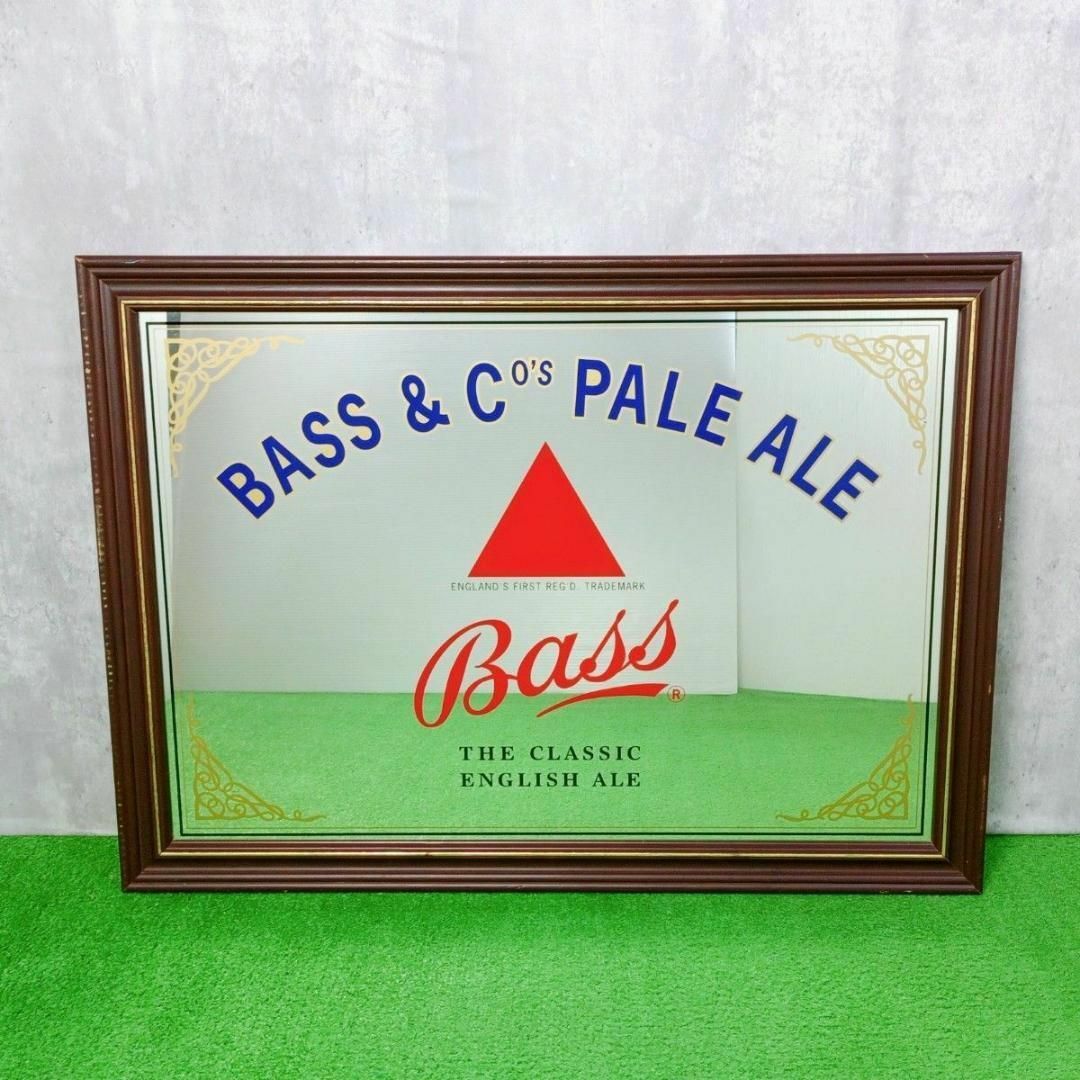 BASS & CO'S PALE ALE
ENGLAND'S FIRST REG'D. TRADEMARK
Bass ®
THE CLASSIC
ENGLISH ALE